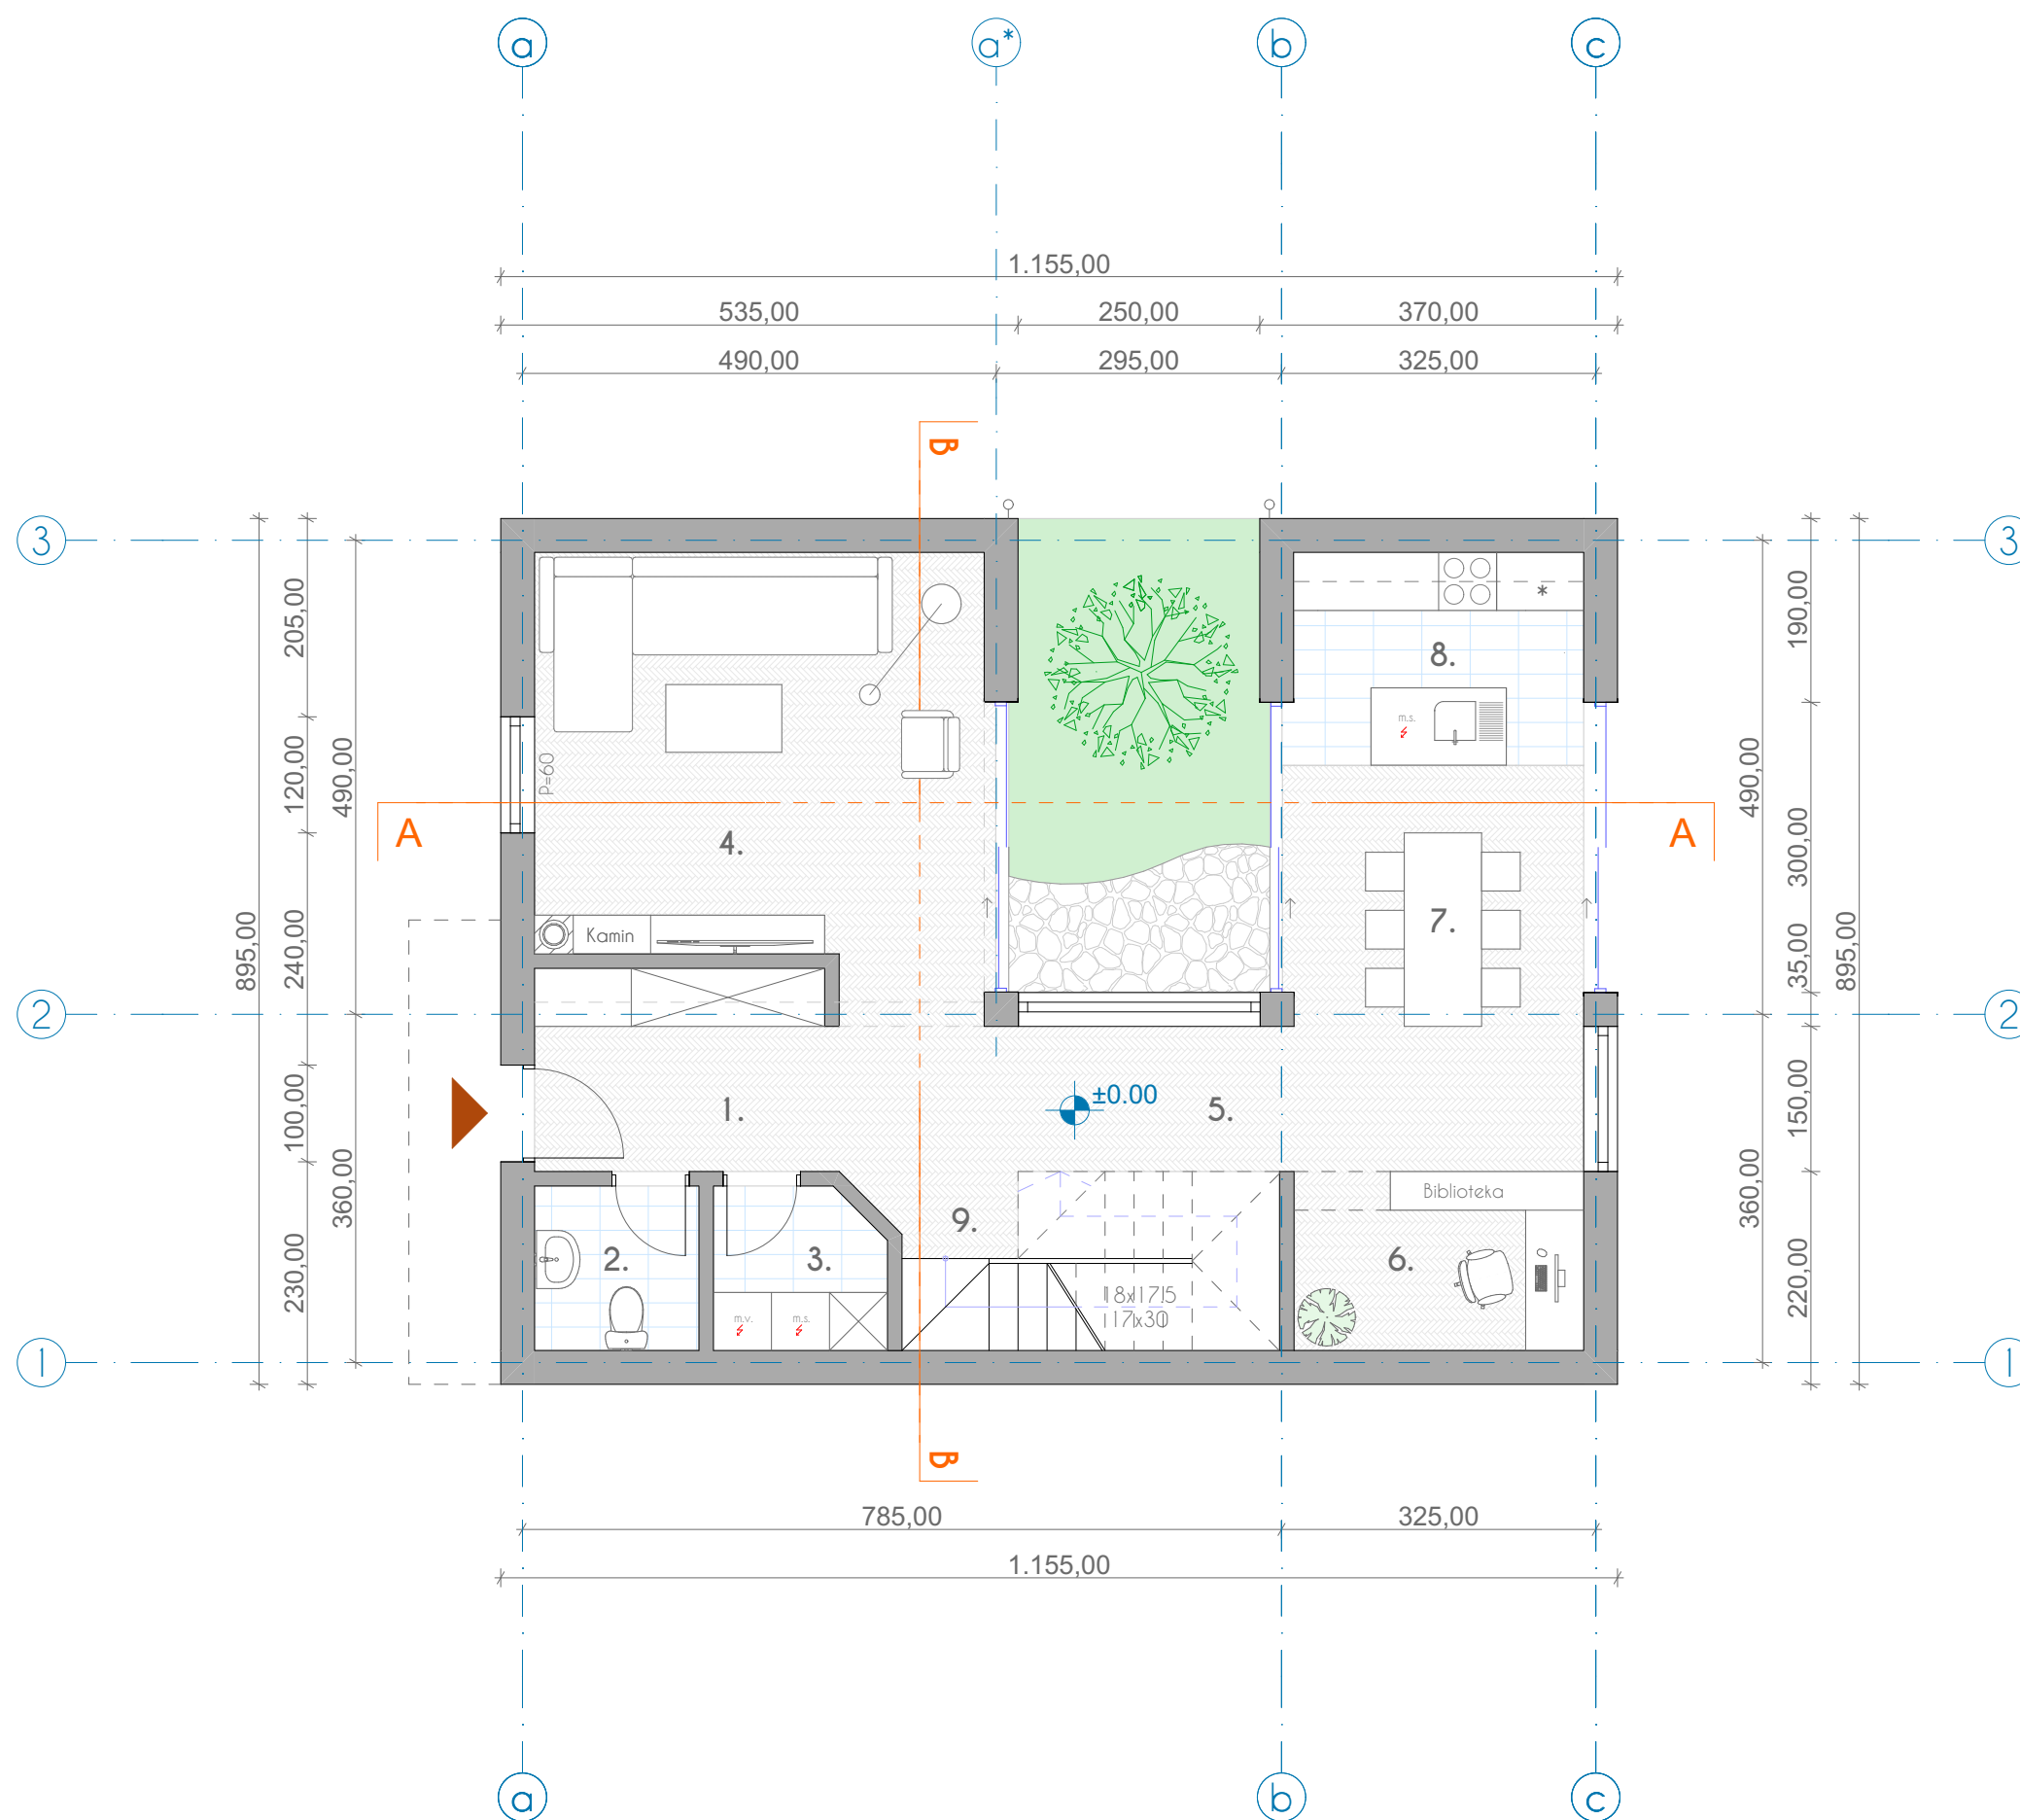 a a* b c
1.155,00
535,00 250,00 370,00
490,00 295,00 325,00
B
3 3
205,00 190,00
8.
*
m.s.
120,00 490,00 P=60 490,00
A A
4. 300,00
7.
895,00 240,00 Kamin 35,00 895,00
2 2
100,00 1. ±0.00 5. 150,00
360,00 360,00
Biblioteka
9.
230,00 2. 3. 6. 220,00
18x17.5
17x30
m.v. m.s.
1 1
B
785,00 325,00
1.155,00
a b c